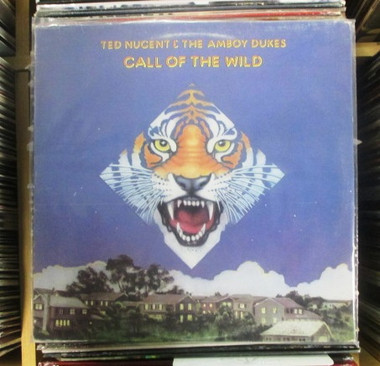 TED NUGENT & THE AMBOY DUKES
CALL OF THE WILD